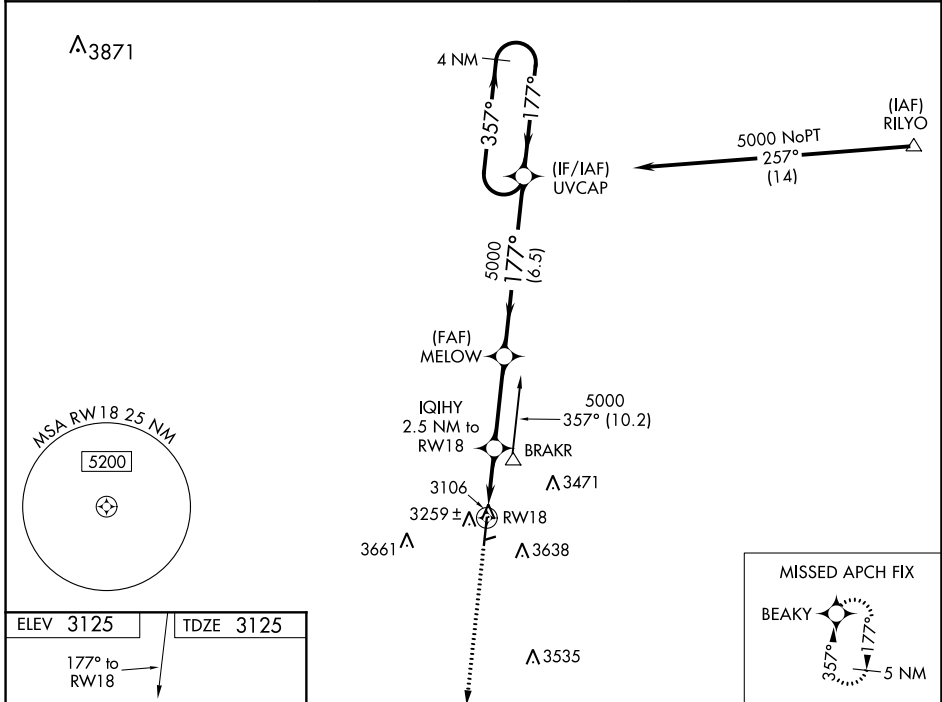 3871
4 NM
357°
177°
(IAF)
RILYO
5000 NoPT
257°
(14)
(IF/IAF)
UVCAP
5000
177°
(6.5)
(FAF)
MELOW
5000
357° (10.2)
IQIHY
2.5 NM to
RW18
BRAKR
MSA RW18 25 NM
5200
3471
3106
3259 ±
RW18
3661
3638
MISSED APCH FIX
BEAKY
357°
177°
5 NM
ELEV 3125
TDZE 3125
177° to
RW18
3535